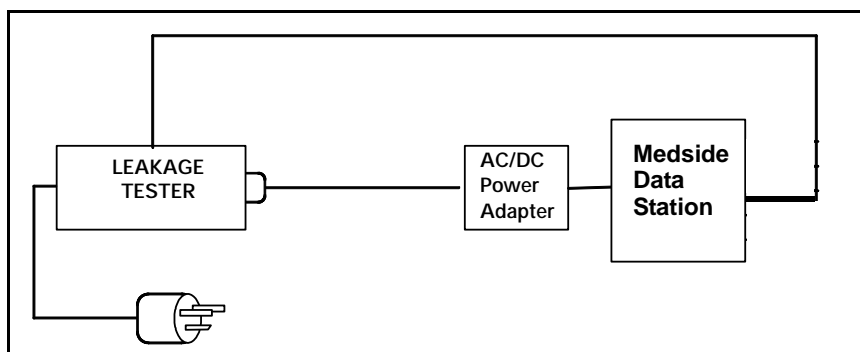 LEAKAGE
TESTER
AC/DC
Power
Adapter
Medside
Data
Station